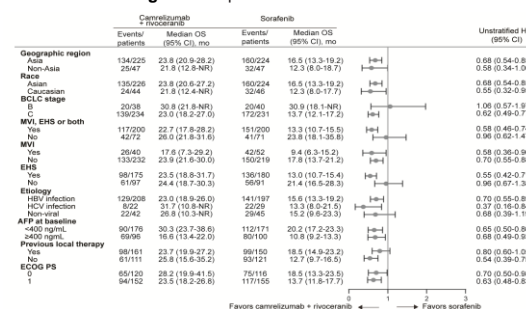 Camrelizumab + rivoceranib Sorafenib Unstratified H
Events/ patients Median OS (95% CI), mo Events/ patients Median OS (95% CI), mo (95% CI)
Geographic region
Asia 134/225 23.8 (20.9-28.2) 160/224 16.5 (13.3-19.2) 0.68 (0.54-0.8
Non-Asia 25/47 21.8 (12.8-NR) 32/47 12.3 (8.0-18.7) 0.58 (0.34-1.0
Race
Asian 135/226 23.8 (20.6-27.2) 160/224 16.5 (13.3-19.2) 0.68 (0.54-0.8
Caucasian 24/44 21.8 (12.4-NR) 32/46 12.3 (8.0-17.7) 0.55 (0.32-0.9
BCLC stage
B 20/38 30.8 (21.8-NR) 20/40 30.9 (18.1-NR) 1.06 (0.57-1.9
C 139/234 23.0 (18.2-27.0) 172/231 13.7 (12.1-17.2) 0.62 (0.49-0.7
MVI, EHS or both
Yes 117/200 22.7 (17.8-28.2) 151/200 13.3 (10.7-15.5) 0.58 (0.46-0.7
No 42/72 26.0 (21.8-31.6) 41/71 23.8 (18.1-35.8) 0.96 (0.62-1.4
MVI
Yes 26/40 17.6 (7.3-29.2) 42/52 9.4 (6.3-15.2) 0.58 (0.36-0.9
No 133/232 23.9 (21.6-30.0) 150/219 17.8 (13.7-21.2) 0.70 (0.55-0.8
EHS
Yes 98/175 23.5 (18.8-31.7) 136/180 13.0 (10.7-15.4) 0.55 (0.42-0.7
No 61/97 24.4 (18.7-30.3) 56/91 21.4 (16.5-28.3) 0.96 (0.67-1.3
Etiology
HBV infection 129/208 23.0 (18.9-26.0) 141/197 15.6 (13.3-19.2) 0.70 (0.55-0.8
HCV infection 8/22 31.7 (10.8-NR) 22/29 13.3 (8.0-21.5) 0.37 (0.16-0.8
Non-viral 22/42 26.8 (10.3-NR) 29/45 15.2 (9.6-23.3) 0.68 (0.39-1.1
AFP at baseline
<400 ng/mL 90/176 30.3 (23.7-38.6) 112/171 20.2 (17.2-23.3) 0.65 (0.50-0.8
≥400 ng/mL 69/96 16.6 (13.4-22.0) 80/100 10.8 (9.2-13.3) 0.68 (0.49-0.9
Previous local therapy
Yes 98/161 23.7 (19.9-27.2) 99/150 18.5 (14.9-23.2) 0.80 (0.60-1.0
No 61/111 25.8 (15.6-35.2) 93/121 12.7 (9.7-16.5) 0.54 (0.39-0.7
ECOG PS
0 65/120 28.2 (19.9-41.5) 75/116 18.5 (13.3-23.5) 0.70 (0.50-0.9
1 94/152 23.5 (18.2-26.8) 117/155 13.7 (11.8-17.7) 0.63 (0.48-0.8
0 1 2 3
Favors camrelizumab + rivoceranib Favors sorafenib